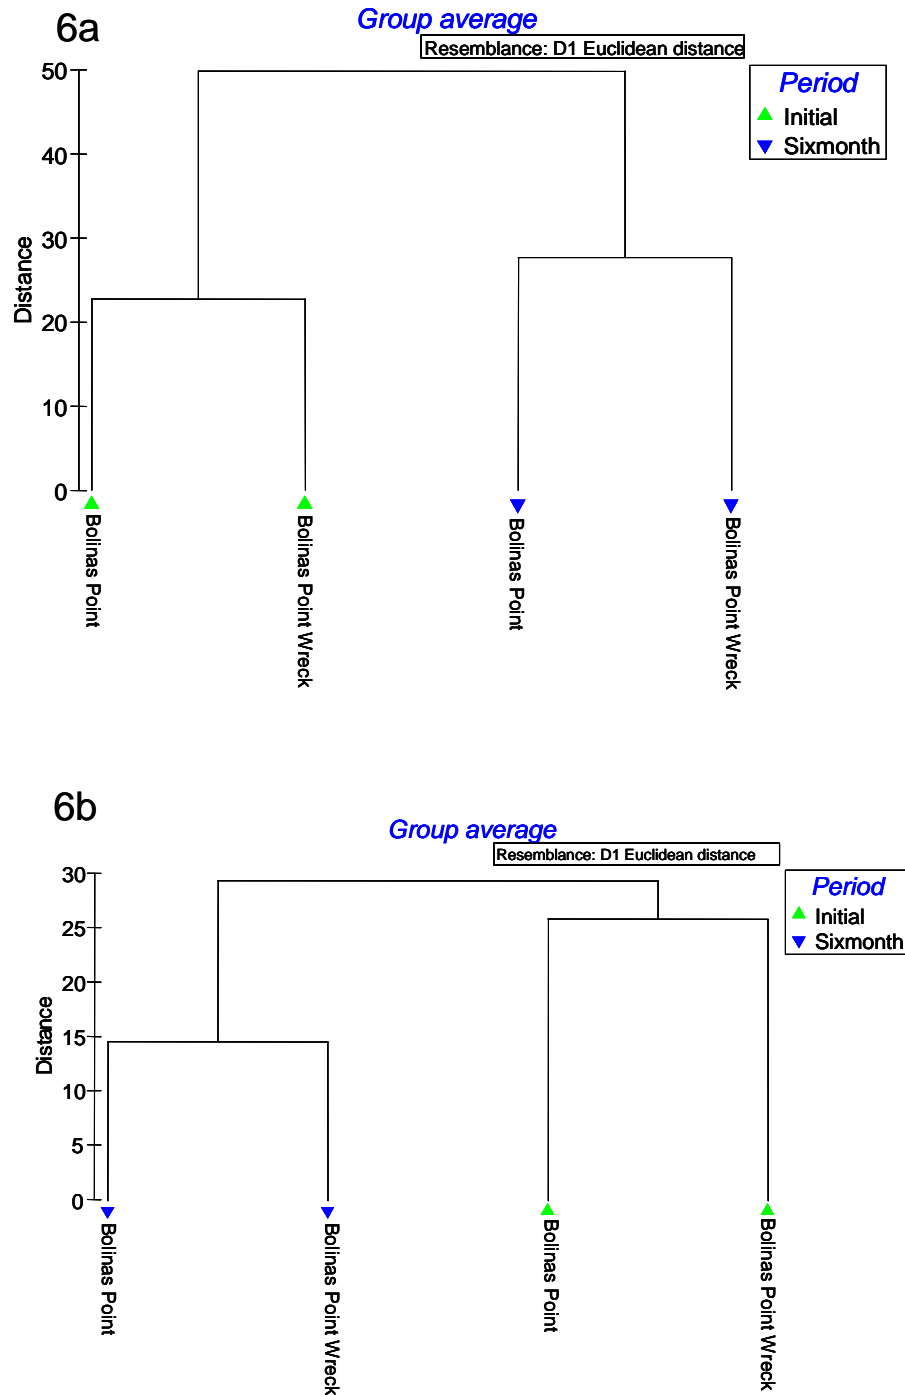 6a
Group average
Resemblance: D1 Euclidean distance
Period
Initial
Sixmonth
50
40
30
20
10
0
Distance
Bolinas Point
Bolinas Point Wreck
Bolinas Point
Bolinas Point Wreck
6b
Group average
Resemblance: D1 Euclidean distance
Period
Initial
Sixmonth
30
25
20
15
10
5
0
Distance
Bolinas Point
Bolinas Point Wreck
Bolinas Point
Bolinas Point Wreck